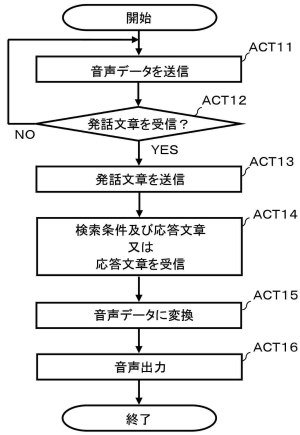 開始
ACT11
音声データを送信
ACT12
発話文章を受信？
NO
YES
ACT13
発話文章を送信
ACT14
検索条件及び応答文章
又は
応答文章を受信
ACT15
音声データに変換
ACT16
音声出力
終了